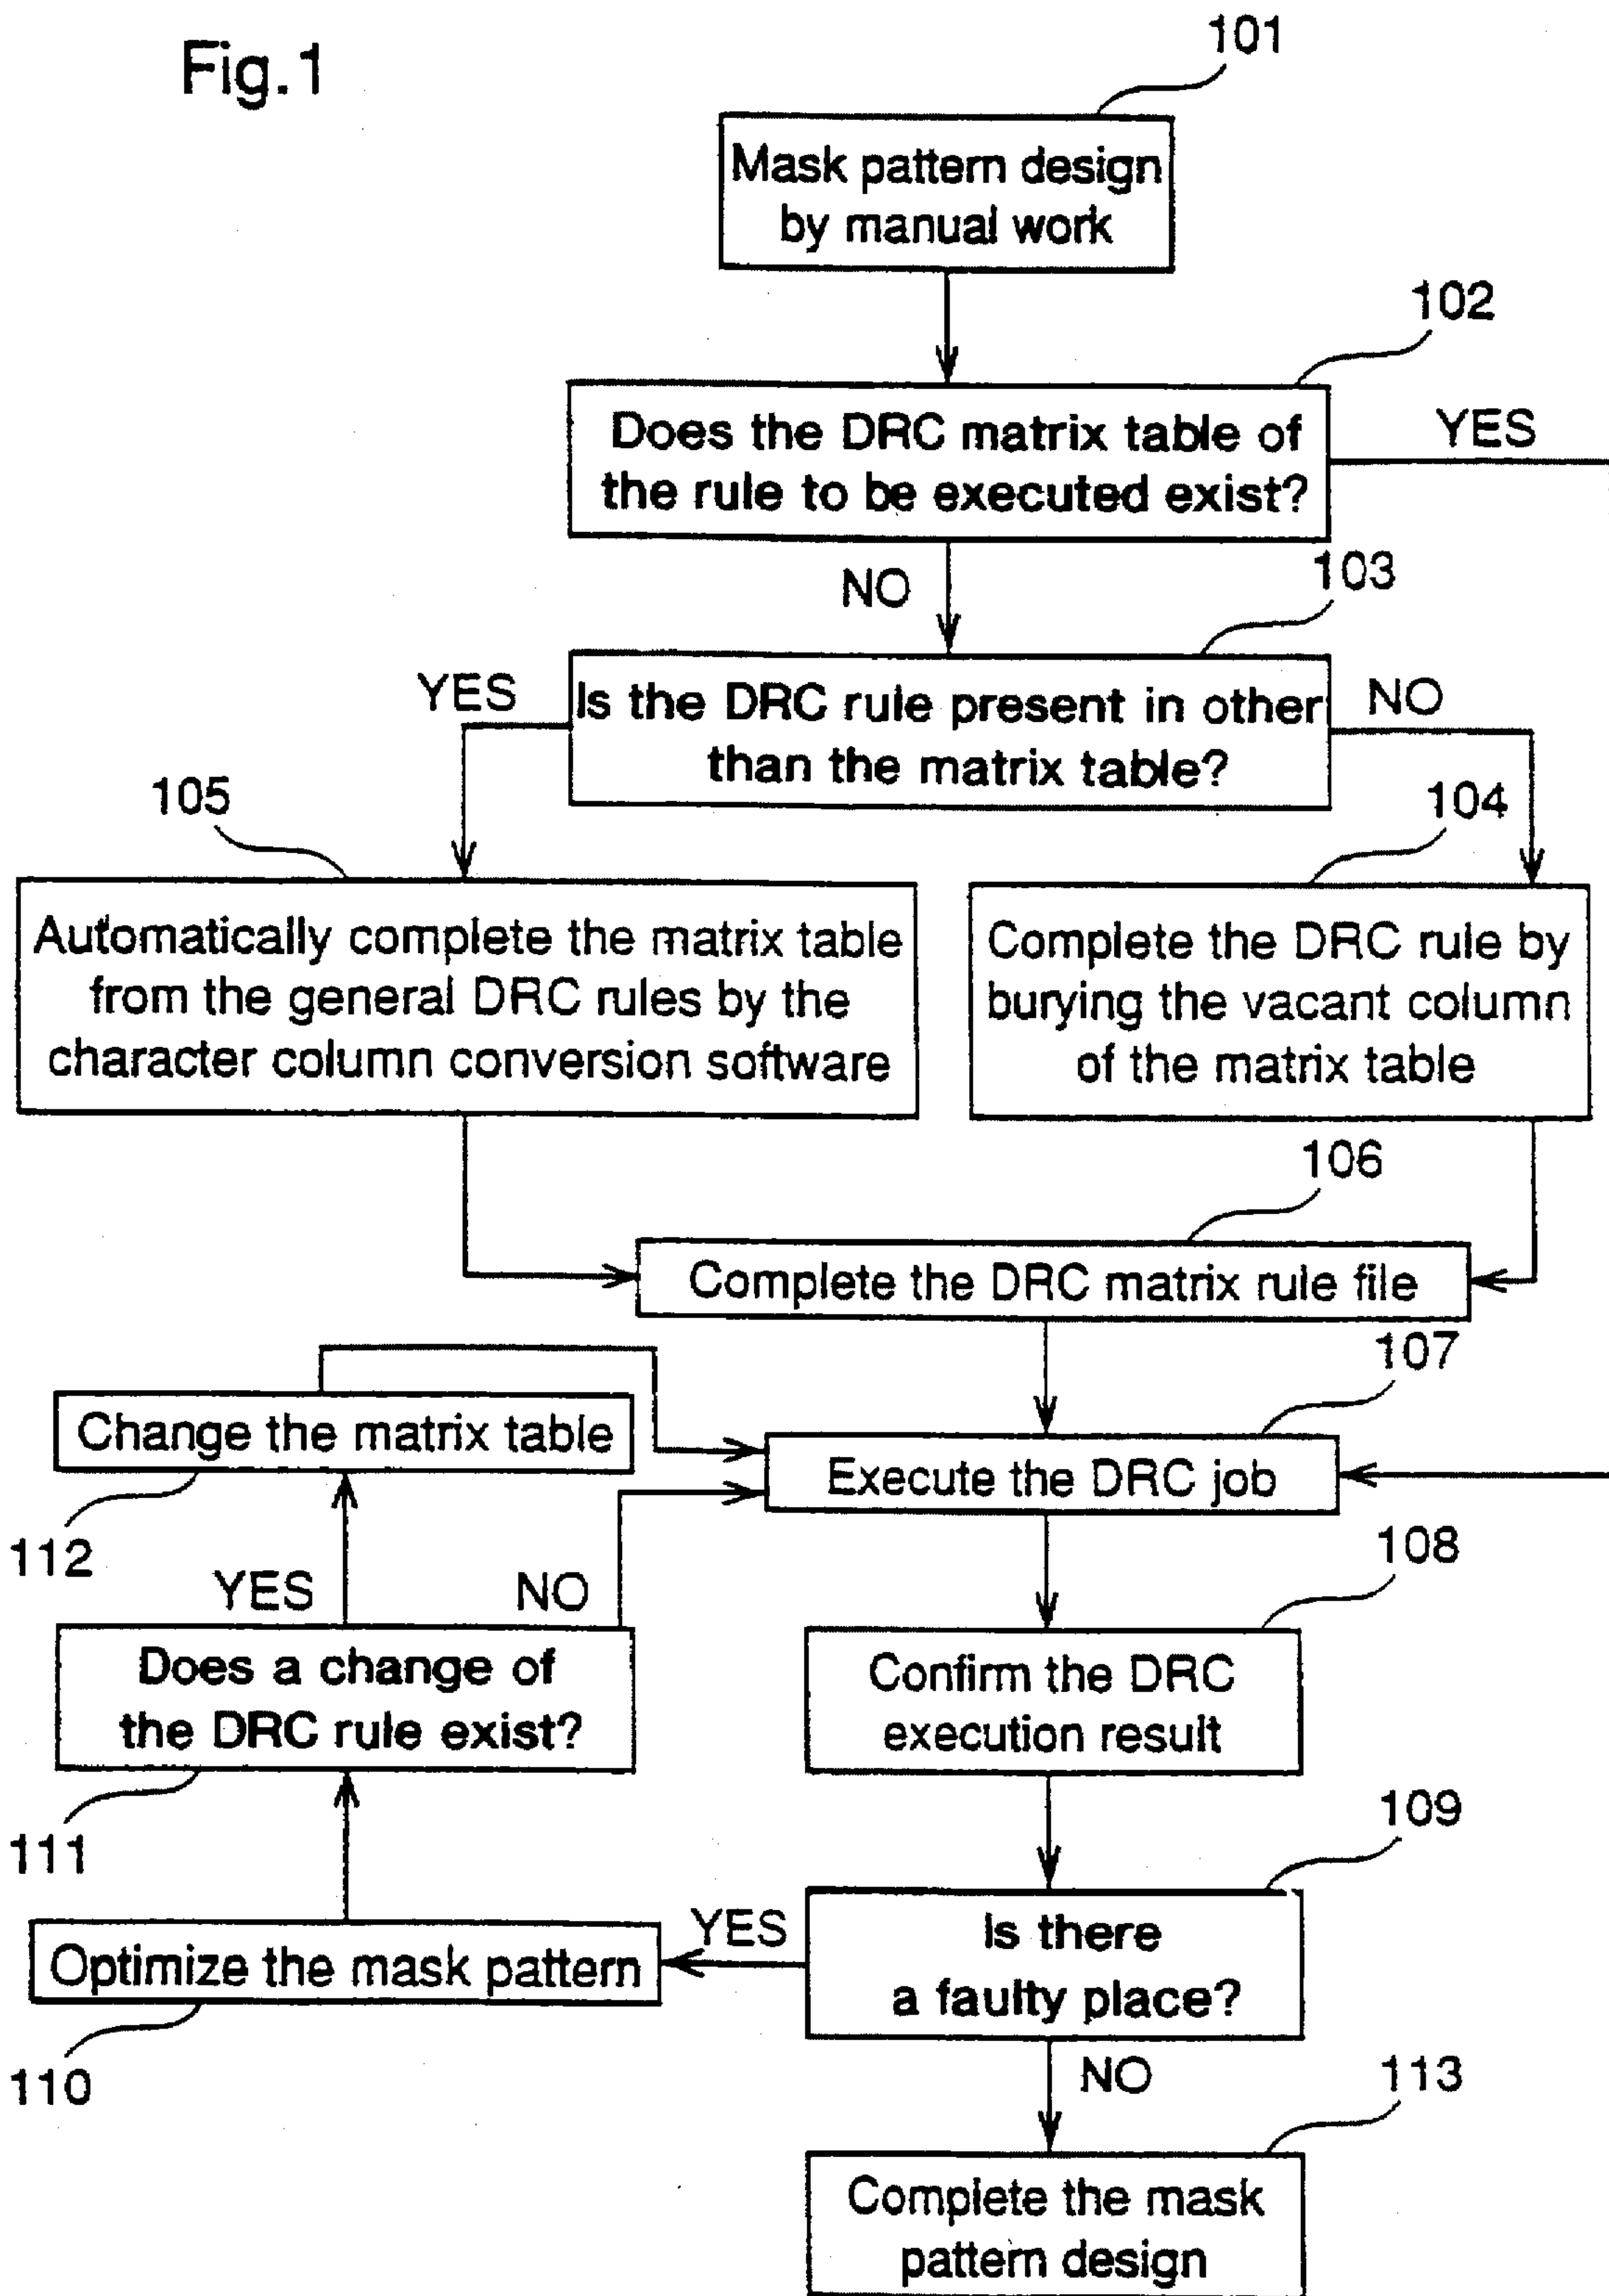 Fig.1
101
Mask pattern design
by manual work
102
Does the DRC matrix table of
the rule to be executed exist?
YES
NO
103
Is the DRC rule present in other
than the matrix table?
YES
NO
105
104
Automatically complete the matrix table
from the general DRC rules by the
character column conversion software
Complete the DRC rule by
burying the vacant column
of the matrix table
106
Complete the DRC matrix rule file
107
Change the matrix table
Execute the DRC job
112
108
YES
NO
Does a change of
the DRC rule exist?
Confirm the DRC
execution result
111
109
Optimize the mask pattern
YES
Is there
a faulty place?
110
NO
113
Complete the mask
pattern design